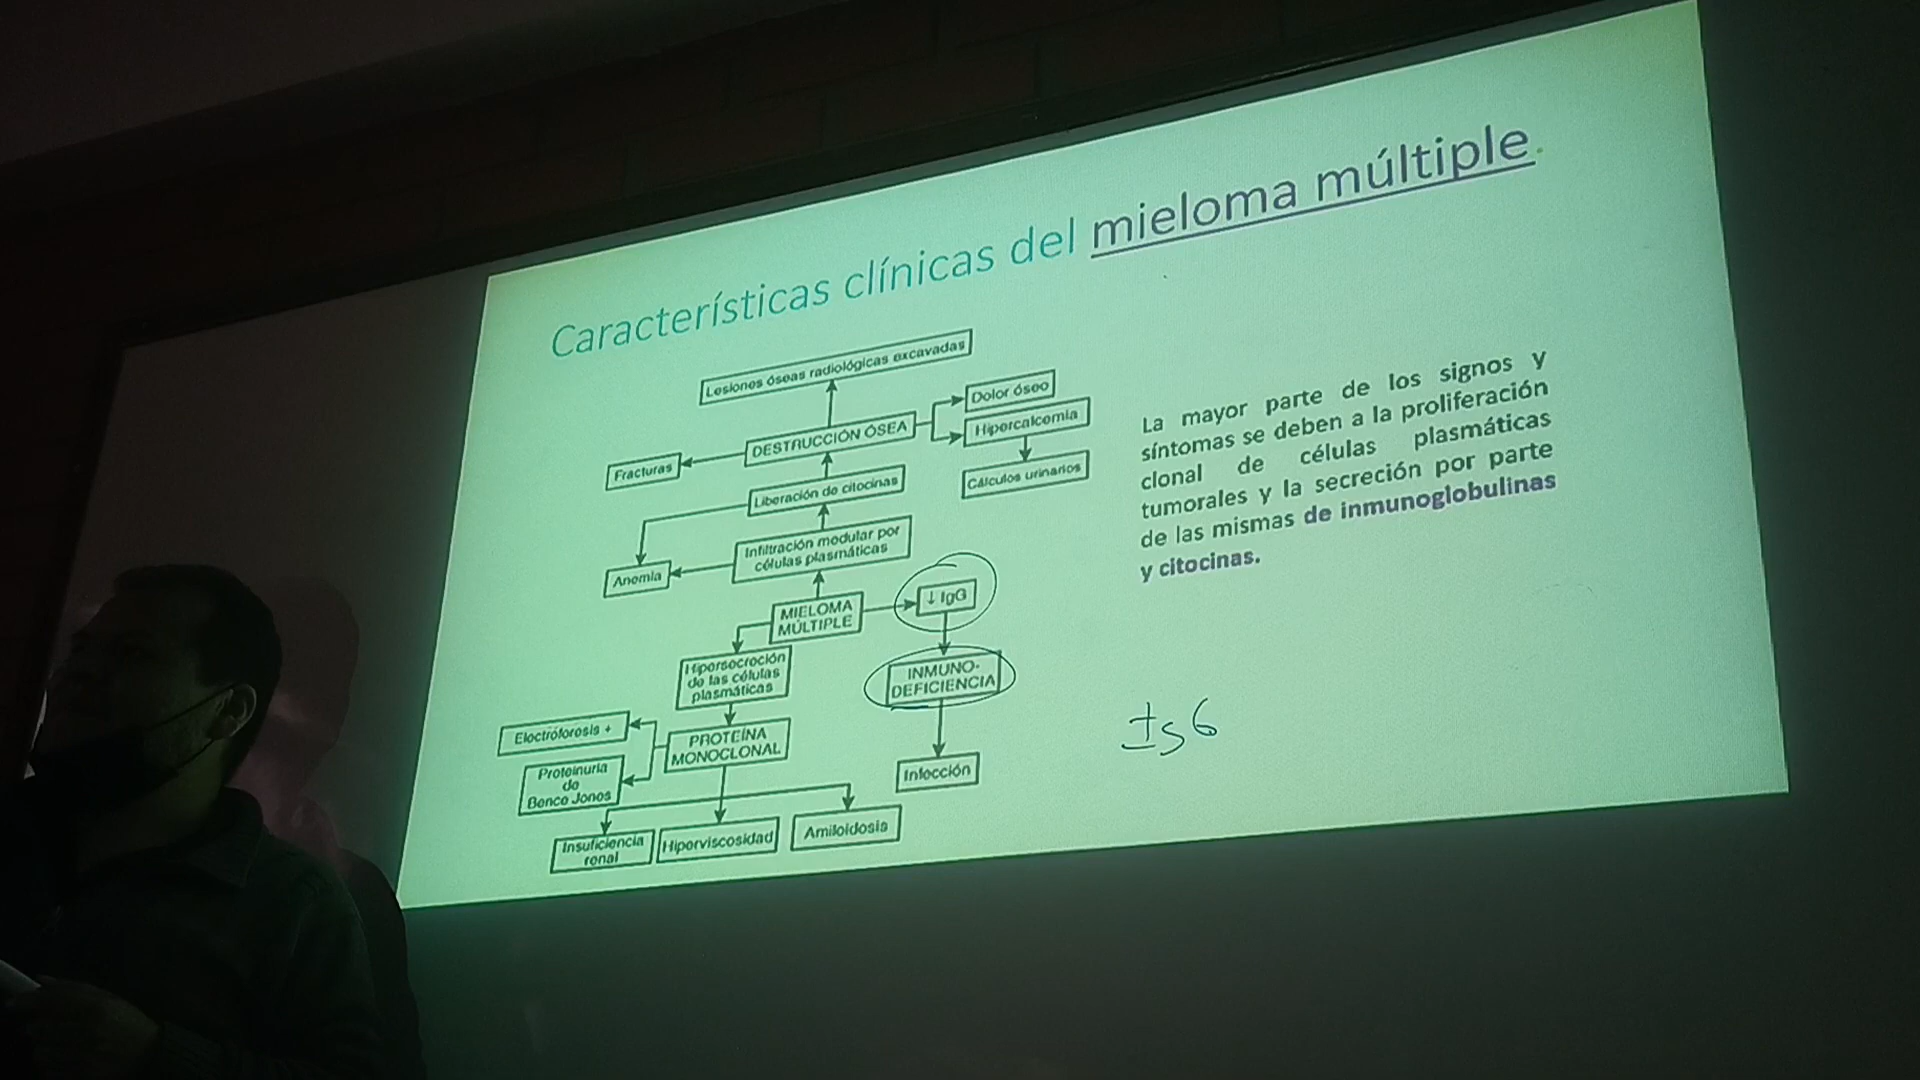 Características clínicas del mieloma múltiple.
Lesiones óseas radiológicas excavadas
Dolor óseo
DESTRUCCIÓN ÓSEA
Hipercalcemia
Fracturas
Cálculos urinarios
Liberación de citocinas
Infiltración medular por
células plasmáticas
Anemia
MIELOMA
MÚLTIPLE
↓ IgG
Hipersecreción
de las células
plasmáticas
INMUNO-
DEFICIENCIA
Electroforesis +
PROTEÍNA
MONOCLONAL
Proteinuria
de
Bence Jones
Infección
Insuficiencia
renal
Hiperviscosidad
Amiloidosis
La mayor parte de los signos y
síntomas se deben a la proliferación
clonal de células plasmáticas
tumorales y la secreción por parte
de las mismas de inmunoglobulinas
y citocinas.